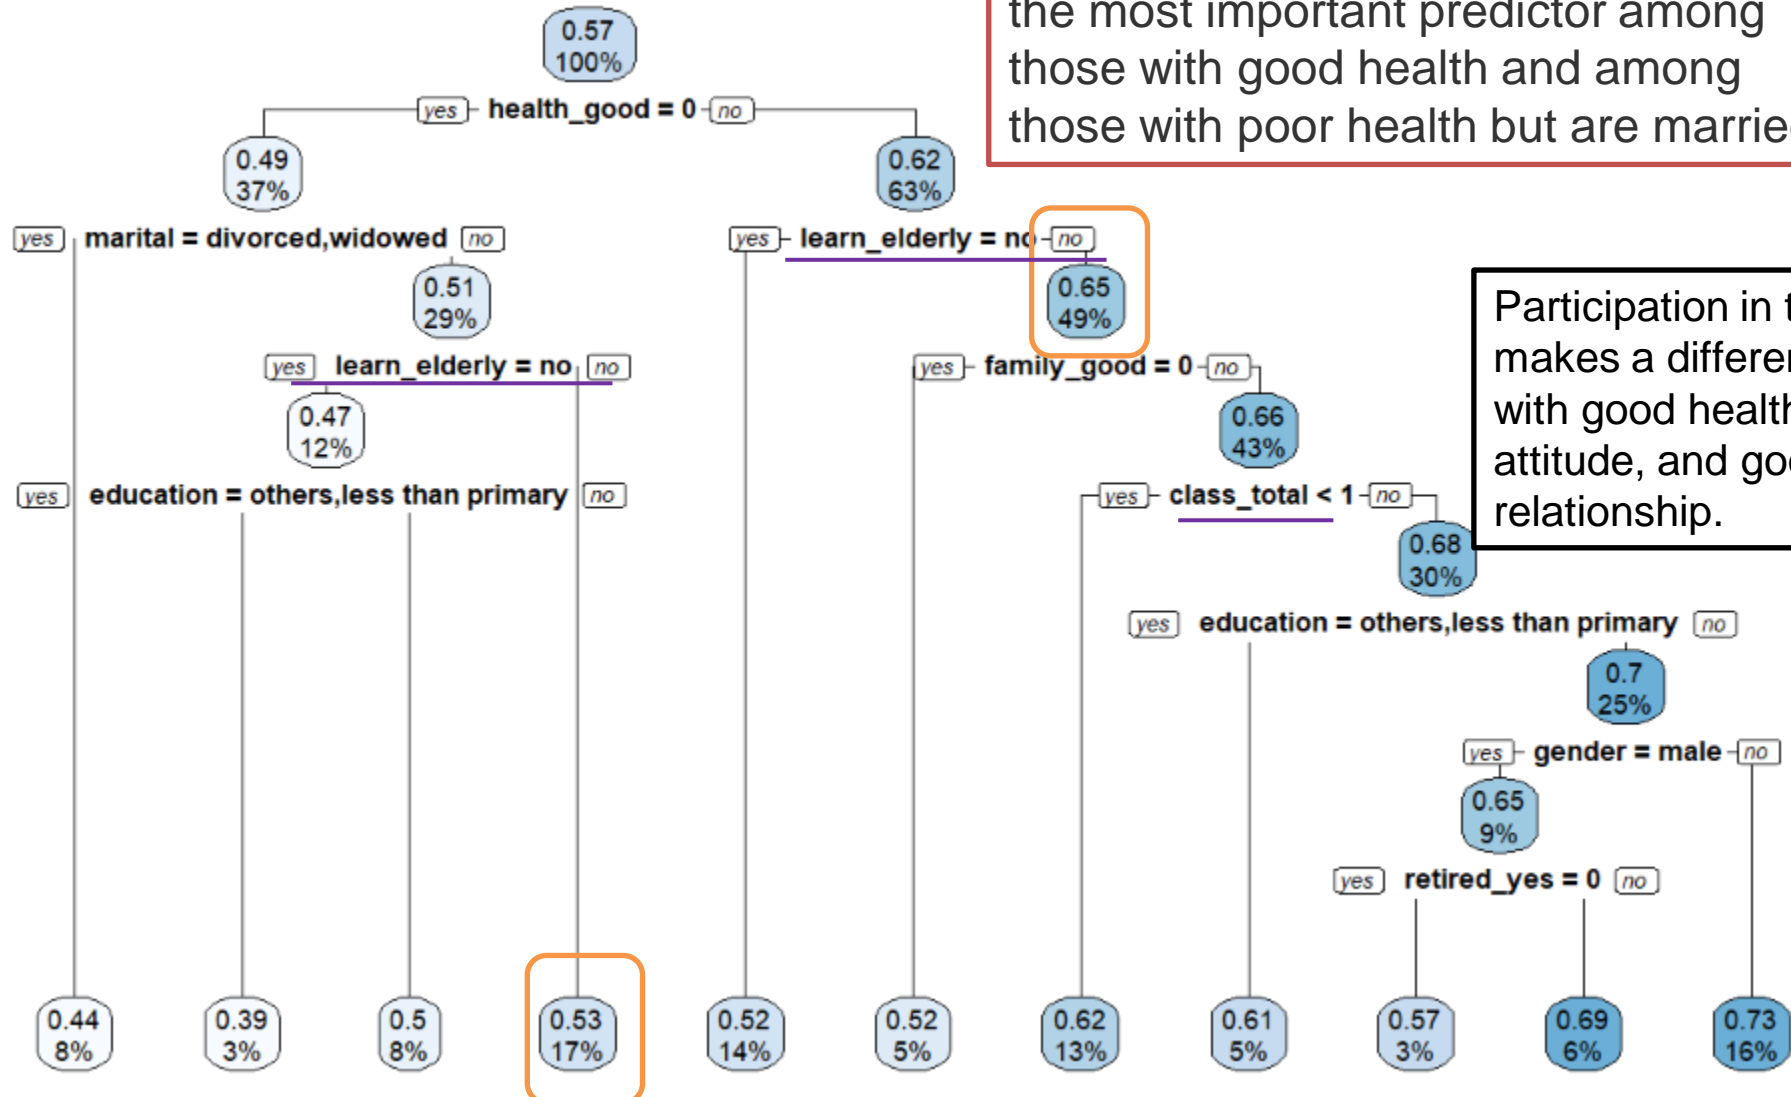 the most important predictor among
those with good health and among
those with poor health but are marrie
0.57
100%
yes health_good = 0 no
0.49
37%
0.62
63%
yes marital = divorced,widowed no
yes learn_elderly = no no
0.51
29%
0.65
49%
Participation in
makes a differen
with good health
attitude, and goo
relationship.
yes learn_elderly = no no
yes family_good = 0 no
0.47
12%
0.66
43%
yes education = others,less than primary no
yes class_total < 1 no
0.68
30%
yes education = others,less than primary no
0.7
25%
yes gender = male no
0.65
9%
yes retired_yes = 0 no
0.44 0.39 0.5 0.53 0.52 0.52 0.62 0.61 0.57 0.69 0.73
8% 3% 8% 17% 14% 5% 13% 5% 3% 6% 16%